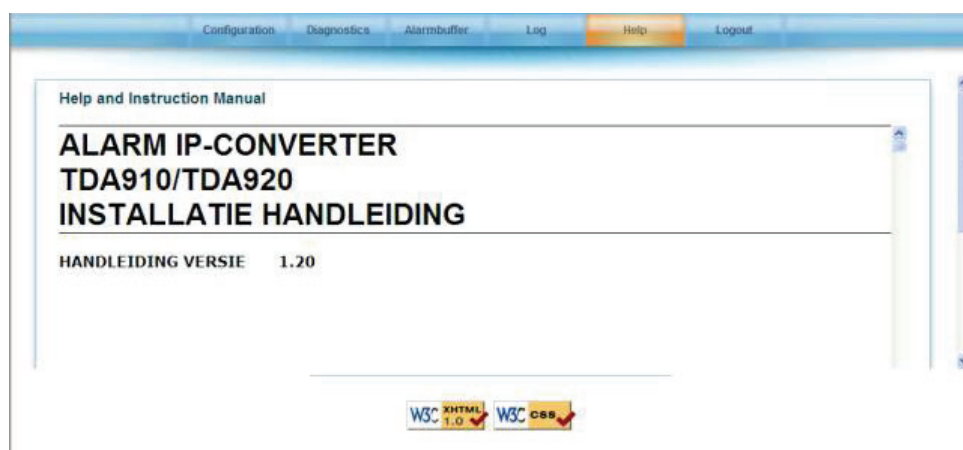 Configuration Diagnostics Alarmbuffer Log Help Logout
Help and Instruction Manual
ALARM IP-CONVERTER
TDA910/TDA920
INSTALLATIE HANDLEIDING
HANDLEIDING VERSIE 1.20
W3C XHTML 1.0 W3C css